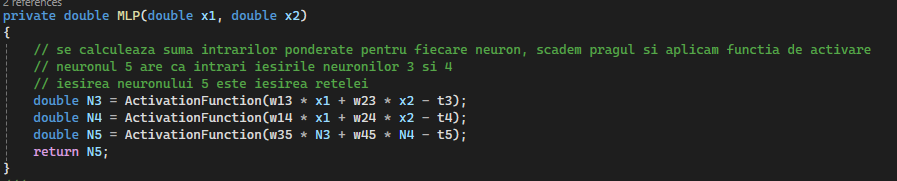 2 references
private double MLP(double x1, double x2)
{
// se calculeaza suma intrarilor ponderate pentru fiecare neuron, scadem pragul si aplicam functia de activare
// neuronul 5 are ca intrari iesirile neuronilor 3 si 4
// iesirea neuronului 5 este iesirea retelei
double N3 = ActivationFunction(w13 * x1 + w23 * x2 - t3);
double N4 = ActivationFunction(w14 * x1 + w24 * x2 - t4);
double N5 = ActivationFunction(w35 * N3 + w45 * N4 - t5);
return N5;
}